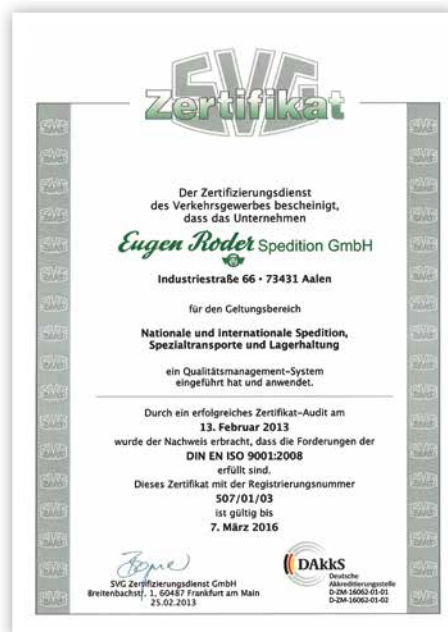 SVG
Zertifikat
Der Zertifizierungsdienst
des Verkehrsgewerbes bescheinigt,
dass das Unternehmen
Eugen Roder Spedition GmbH
Industriestraße 66 · 73431 Aalen
für den Geltungsbereich
Nationale und internationale Spedition,
Spezialtransporte und Lagerhaltung
ein Qualitätsmanagement-System
eingeführt hat und anwendet.
Durch ein erfolgreiches Zertifikat-Audit am
13. Februar 2013
wurde der Nachweis erbracht, dass die Forderungen der
DIN EN ISO 9001:2008
erfüllt sind.
Dieses Zertifikat mit der Registrierungsnummer
507/01/03
ist gültig bis
7. März 2016
SVG Zertifizierungsdienst GmbH
Breitenbachstr. 1, 60487 Frankfurt am Main
25.02.2013
DAkkS
Deutsche
Akkreditierungsstelle
D-ZM-16062-01-01
D-ZM-16062-01-02